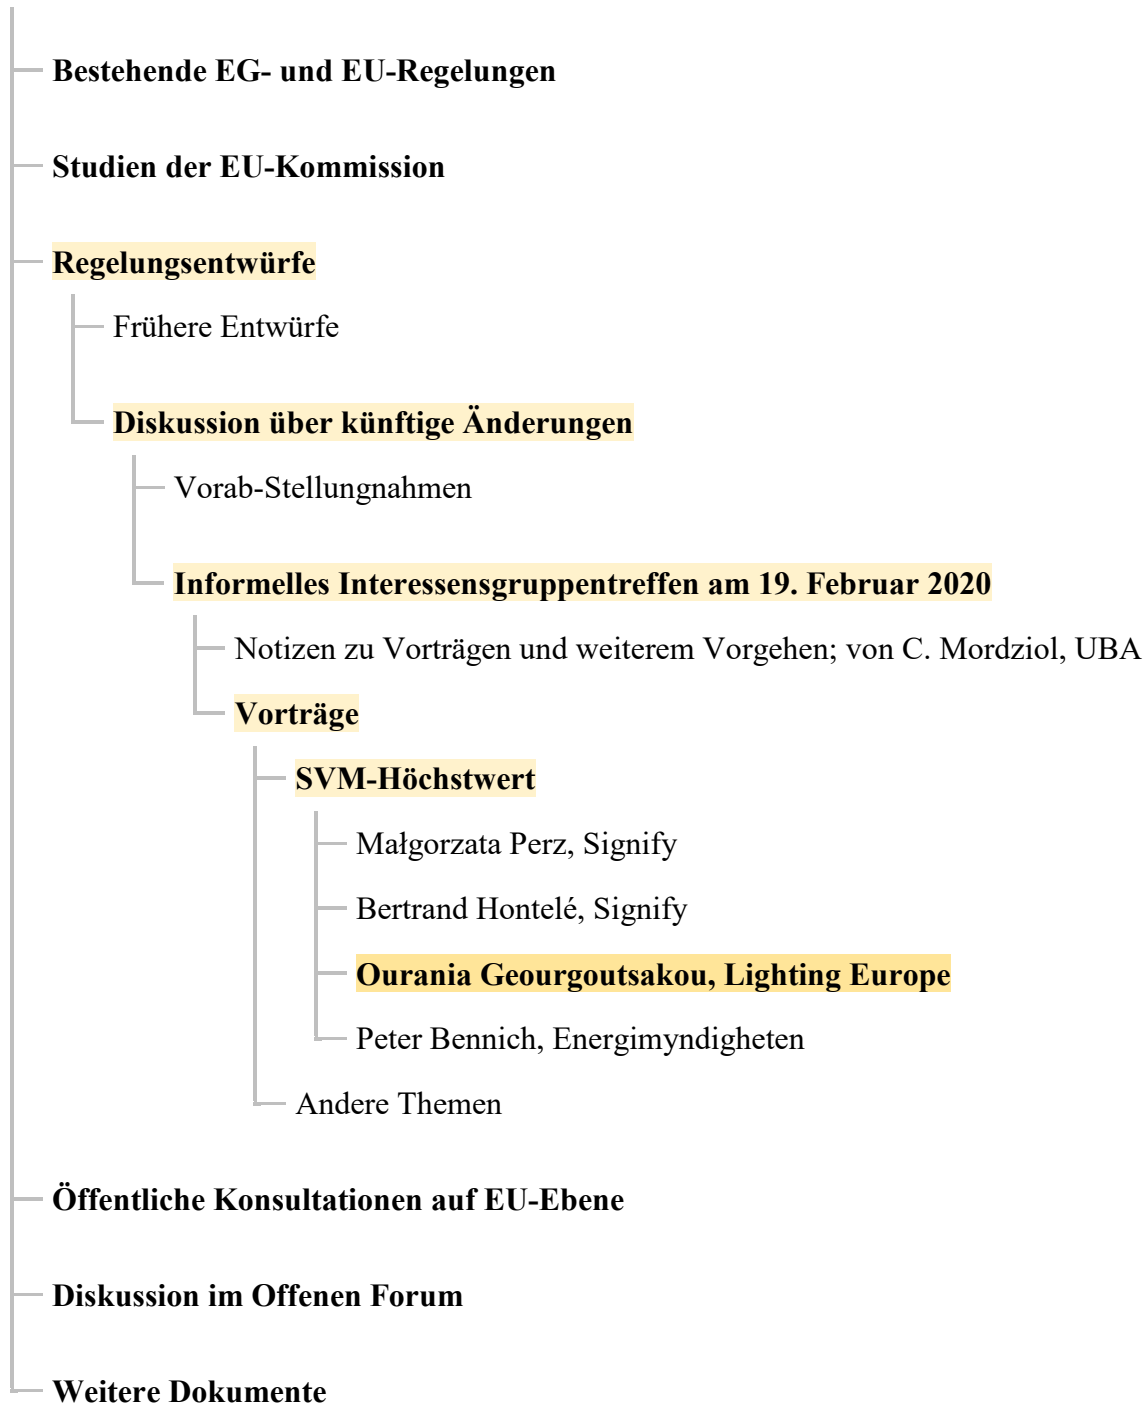 Bestehende EG- und EU-Regelungen
Studien der EU-Kommission
Regelungsentwürfe
Frühere Entwürfe
Diskussion über künftige Änderungen
Vorab-Stellungnahmen
Informelles Interessensgruppentreffen am 19. Februar 2020
Notizen zu Vorträgen und weiterem Vorgehen; von C. Mordziol, UBA
Vorträge
SVM-Höchstwert
Małgorzata Perz, Signify
Bertrand Hontelé, Signify
Ourania Geourgoutsakou, Lighting Europe
Peter Bennich, Energimyndigheten
Andere Themen
Öffentliche Konsultationen auf EU-Ebene
Diskussion im Offenen Forum
Weitere Dokumente